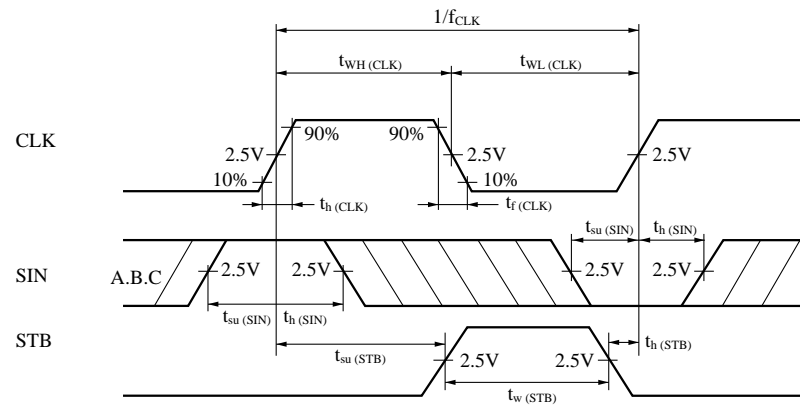 1/fCLK
tWH (CLK) tWL (CLK)
CLK
90% 90%
2.5V 2.5V 2.5V
10% 10%
th (CLK) tf (CLK)
tsu (SIN) th (SIN)
SIN A.B.C 2.5V 2.5V 2.5V 2.5V
tsu (SIN) th (SIN)
STB
tsu (STB) th (STB)
2.5V 2.5V
tw (STB)